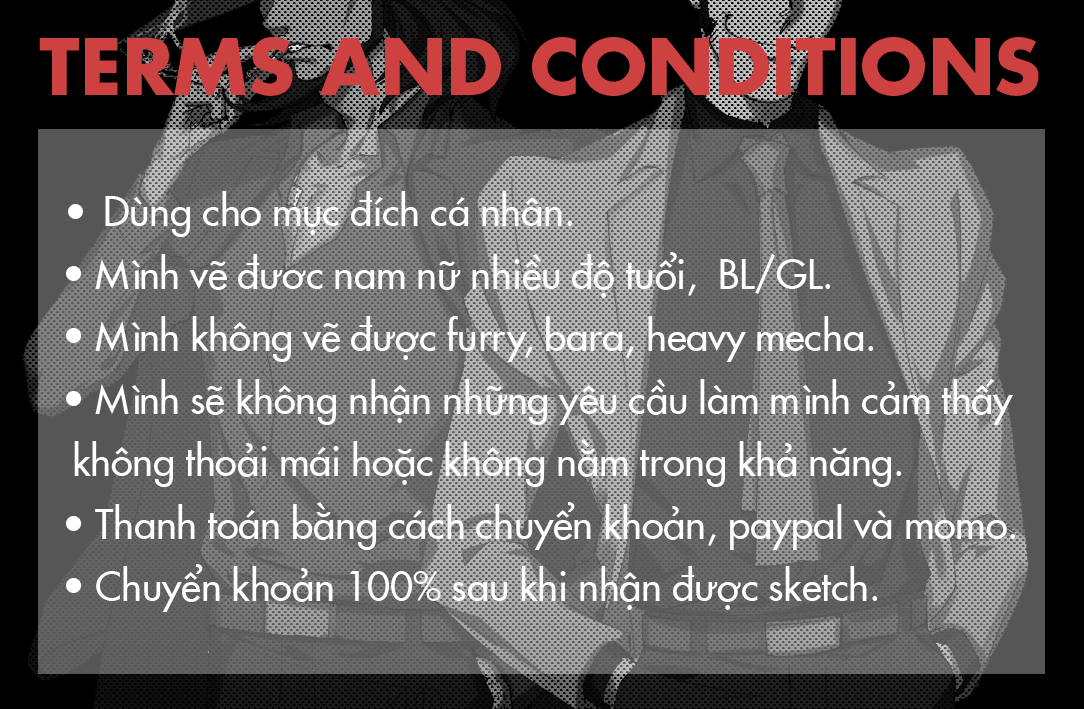 TERMS AND CONDITIONS
• Dùng cho mục đích cá nhân.
• Mình vẽ đươc nam nữ nhiều độ tuổi, BL/GL.
• Mình không vẽ được furry, bara, heavy mecha.
• Mình sẽ không nhận những yêu cầu làm mình cảm thấy
không thoải mái hoặc không nằm trong khả năng.
• Thanh toán bằng cách chuyển khoản, paypal và momo.
• Chuyển khoản 100% sau khi nhận được sketch.